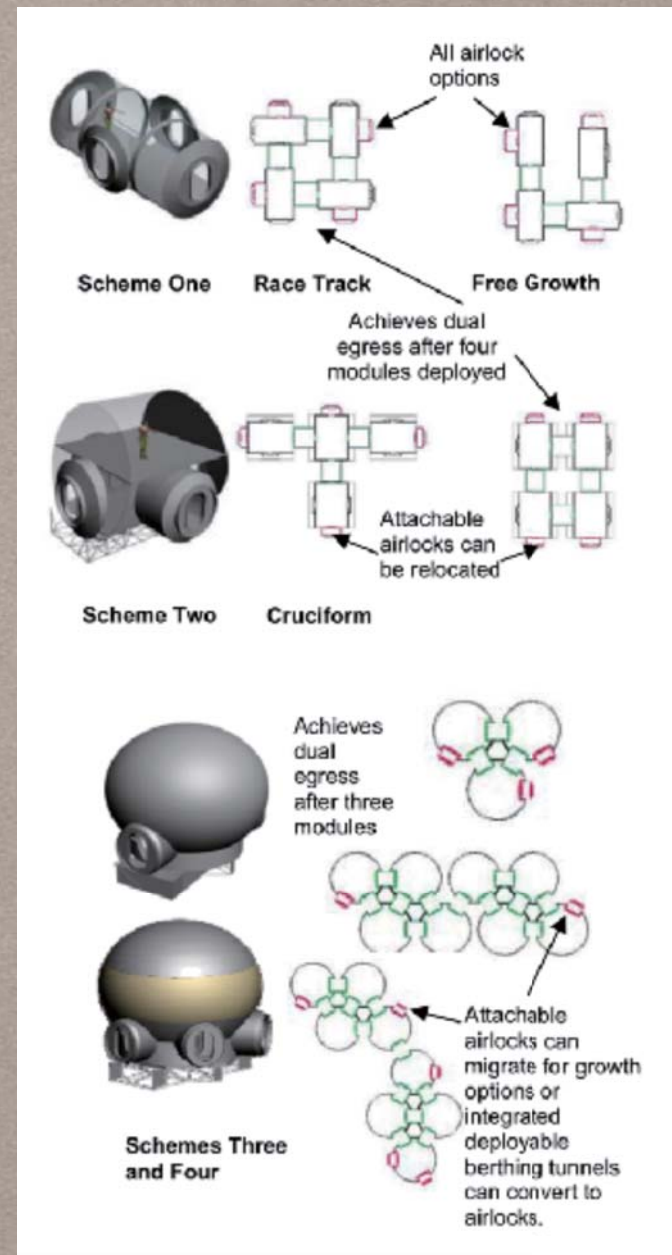 All airlock
options
Scheme One
Race Track
Free Growth
Achieves dual
egress after four
modules deployed
Attachable
airlocks can
be relocated
Scheme Two
Cruciform
Achieves
dual
egress
after three
modules
Attachable
airlocks can
migrate for growth
options or
integrated
deployable
berthing tunnels
can convert to
airlocks.
Schemes Three
and Four